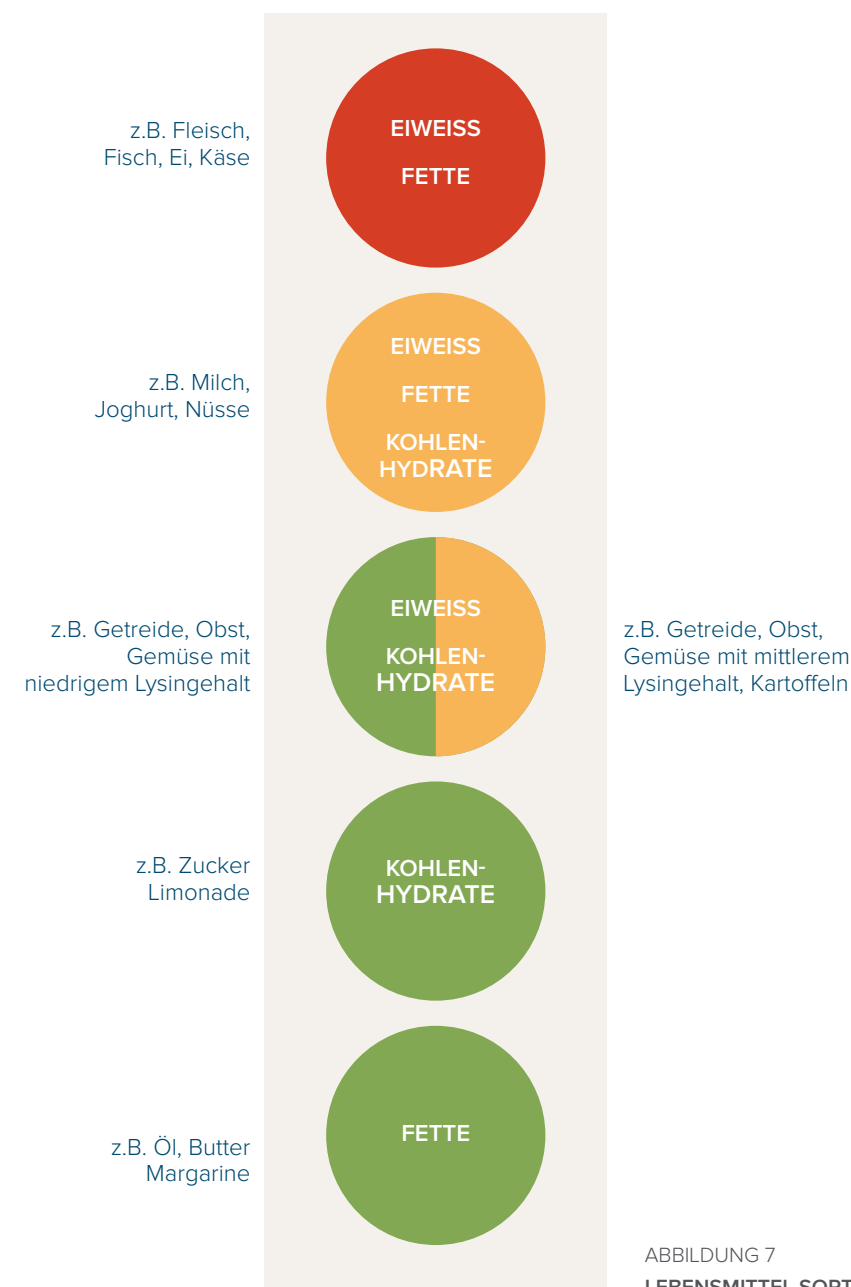 z.B. Fleisch,
Fisch, Ei, Käse
EIWEISS
FETTE
z.B. Milch,
Joghurt, Nüsse
EIWEISS
FETTE
KOHLEN-
HYDRATE
z.B. Getreide, Obst,
Gemüse mit
niedrigem Lysingehalt
EIWEISS
KOHLEN-
HYDRATE
z.B. Getreide, Obst,
Gemüse mit mittlerem
Lysingehalt, Kartoffeln
z.B. Zucker
Limonade
KOHLEN-
HYDRATE
z.B. Öl, Butter
Margarine
FETTE
ABBILDUNG 7
LEBENSMITTEL